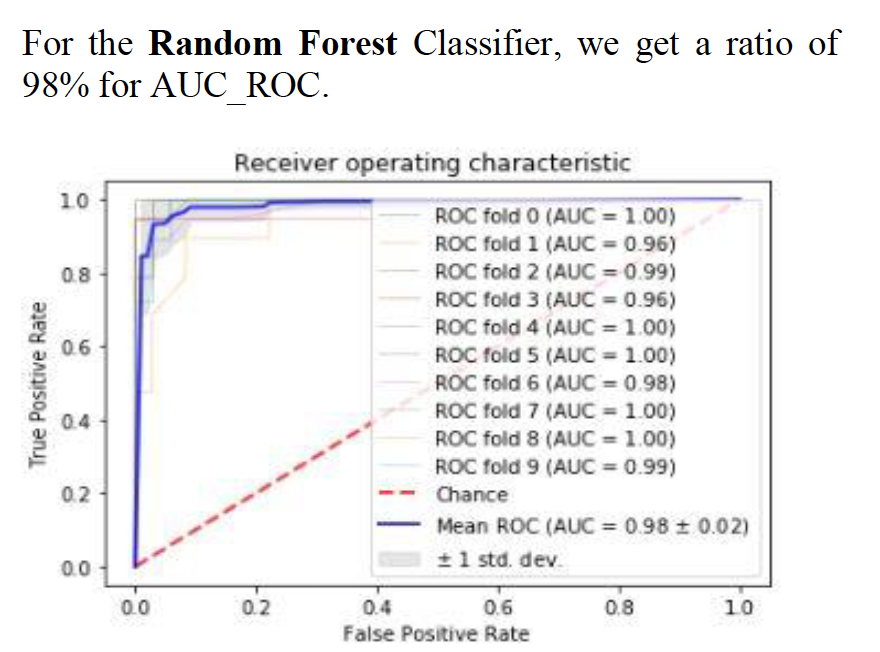 For the Random Forest Classifier, we get a ratio of
98% for AUC_ROC.
Receiver operating characteristic
True Positive Rate
1.0
0.8
0.6
0.4
0.2
0.0
ROC fold 0 (AUC = 1.00)
ROC fold 1 (AUC = 0.96)
ROC fold 2 (AUC = 0.99)
ROC fold 3 (AUC = 0.96)
ROC fold 4 (AUC = 1.00)
ROC fold 5 (AUC = 1.00)
ROC fold 6 (AUC = 0.98)
ROC fold 7 (AUC = 1.00)
ROC fold 8 (AUC = 1.00)
ROC fold 9 (AUC = 0.99)
Chance
Mean ROC (AUC = 0.98 ± 0.02)
± 1 std. dev.
0.0 0.2 0.4 0.6 0.8 1.0
False Positive Rate